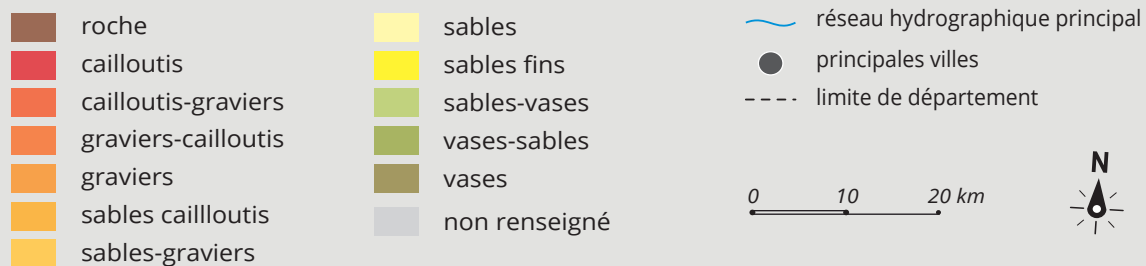 roche
cailloutis
cailloutis-graviers
graviers-cailloutis
graviers
sables caillloutis
sables-graviers
sables
sables fins
sables-vases
vases-sables
vases
non renseigné
réseau hydrographique principal
principales villes
limite de département
0 10 20 km
N